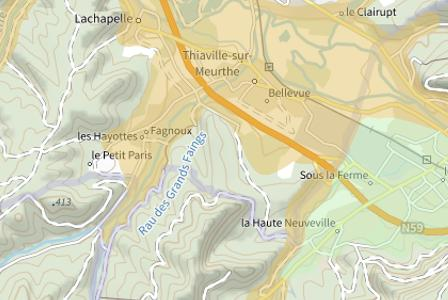 le Clairupt
Lachapelle
Thiaville-sur-
Meurthe
Bellevue
les Hayottes
Fagnoux
le Petit Paris
Rau des Grands Faings
Sous la Ferme
.413
la Haute Neuveville
N59